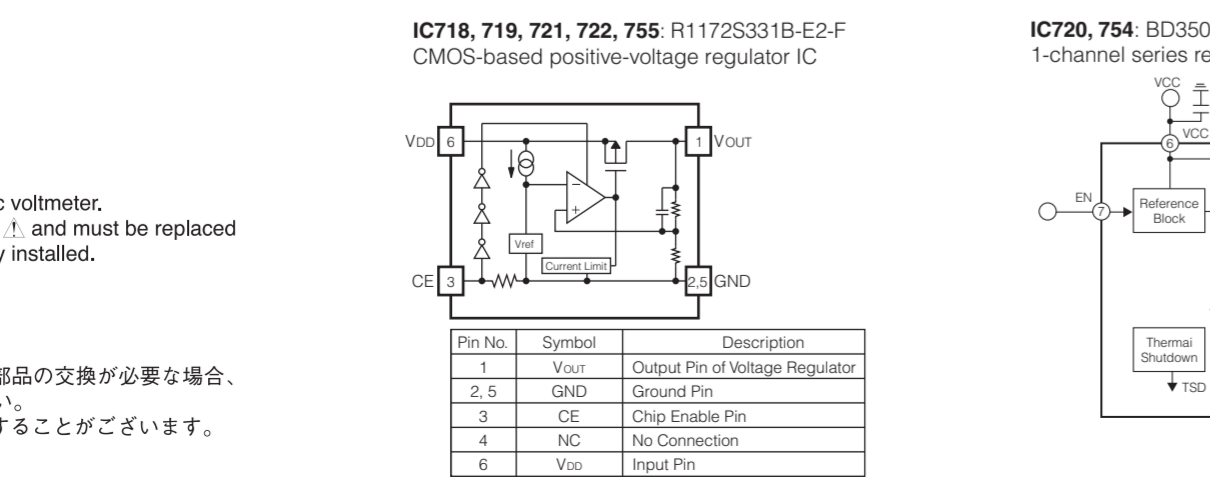 c voltmeter.
⚠ and must be replaced
y installed.
部品の交換が必要な場合、
い。
することがございます。
IC718, 719, 721, 722, 755: R1172S331B-E2-F
CMOS-based positive-voltage regulator IC
VDD 6
1 VOUT
−
+
Vref
Current Limit
CE 3
2,5 GND
Pin No. Symbol Description
1 VOUT Output Pin of Voltage Regulator
2, 5 GND Ground Pin
3 CE Chip Enable Pin
4 NC No Connection
6 VDD Input Pin
IC720, 754: BD350
1-channel series re
VCC
6 VCC
EN
7
Reference
Block
Thermai
Shutdown
TSD